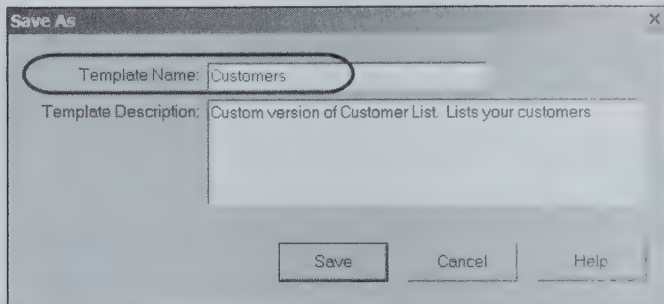 Save As
Template Name: Customers
Template Description: Custom version of Customer List. Lists your customers
Save Cancel Help